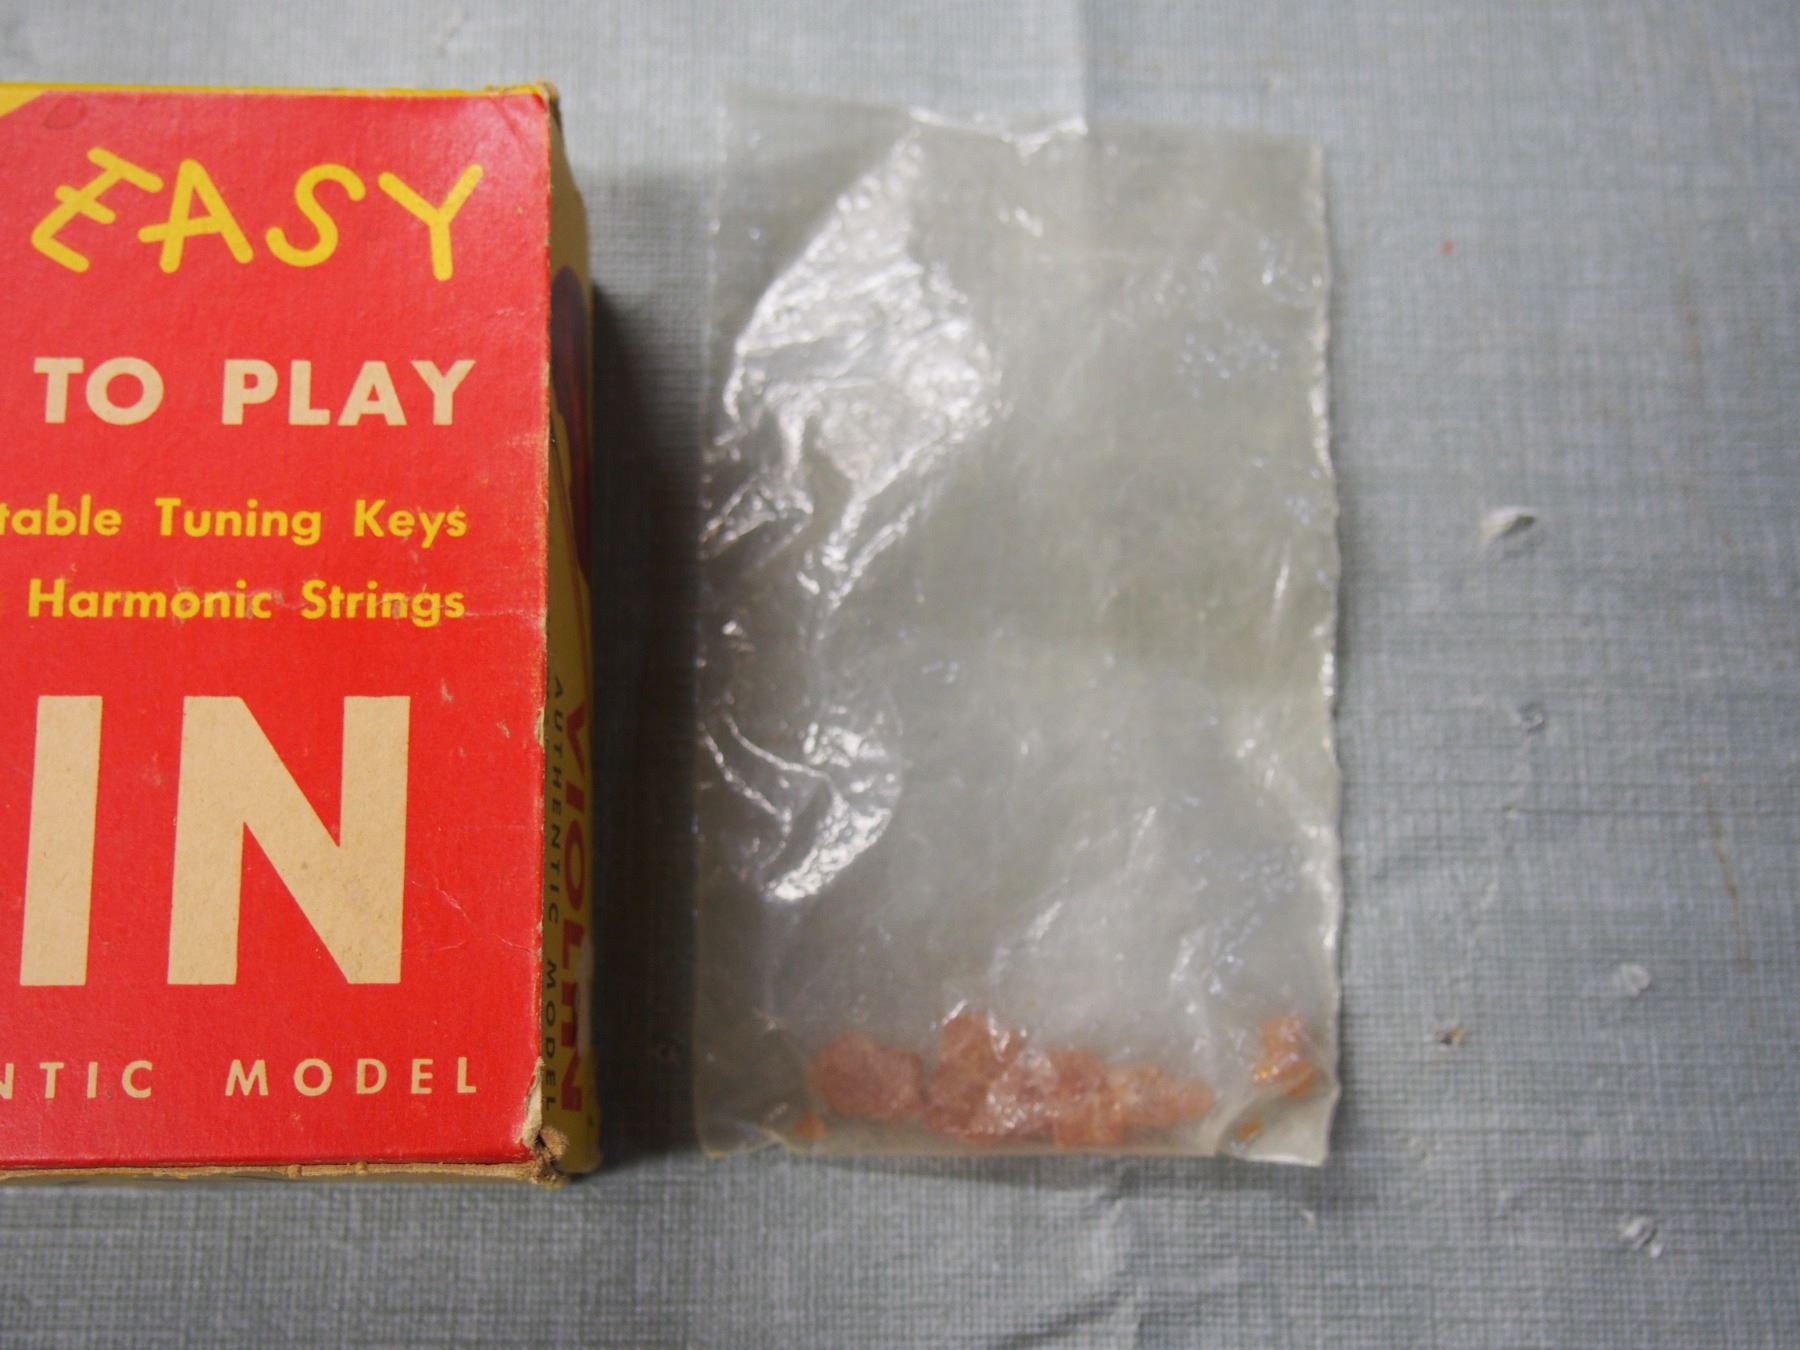 EASY
TO PLAY
table Tuning Keys
Harmonic Strings
IN
NTIC MODEL
VIOLIN
AUTHENTIC MODEL